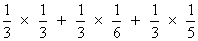 1/3 × 1/3 + 1/3 × 1/6 + 1/3 × 1/5